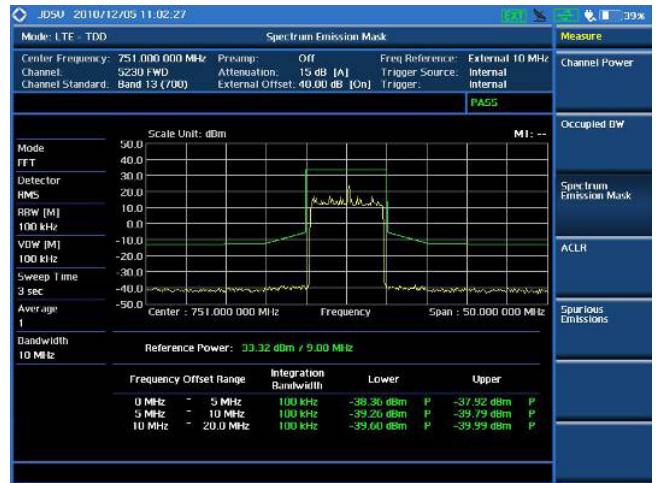 JDSU 2010/12/05 11:02:27 EXT 39%
Mode: LTE - TDD Spectrum Emission Mask Measure
Center Frequency: 751.000 000 MHz Preamp: Off Freq Reference: External 10 MHz
Channel: 5230 FWD Attenuation: 15 dB [A] Trigger Source: Internal
Channel Standard: Band 13 (700) External Offset: 40.00 dB [On] Trigger: Internal
PASS
Channel Power
Occupied BW
Spectrum
Emission Mask
ACLR
Spurious
Emissions
Scale Unit: dBm M1: --
Mode
FFT
Detector
RMS
RBW [M]
100 kHz
VBW [M]
100 kHz
Sweep Time
3 sec
Average
1
Bandwidth
10 MHz
50.0
40.0
30.0
20.0
10.0
0.0
-10.0
-20.0
-30.0
-40.0
-50.0
Center : 751.000 000 MHz Frequency Span : 50.000 000 MHz
Reference Power: 33.32 dBm / 9.00 MHz
Frequency Offset Range Integration Bandwidth Lower Upper
0 MHz ~ 5 MHz 100 kHz -38.36 dBm P -37.92 dBm P
5 MHz ~ 10 MHz 100 kHz -39.26 dBm P -39.79 dBm P
10 MHz ~ 20.0 MHz 100 kHz -39.60 dBm P -39.99 dBm P